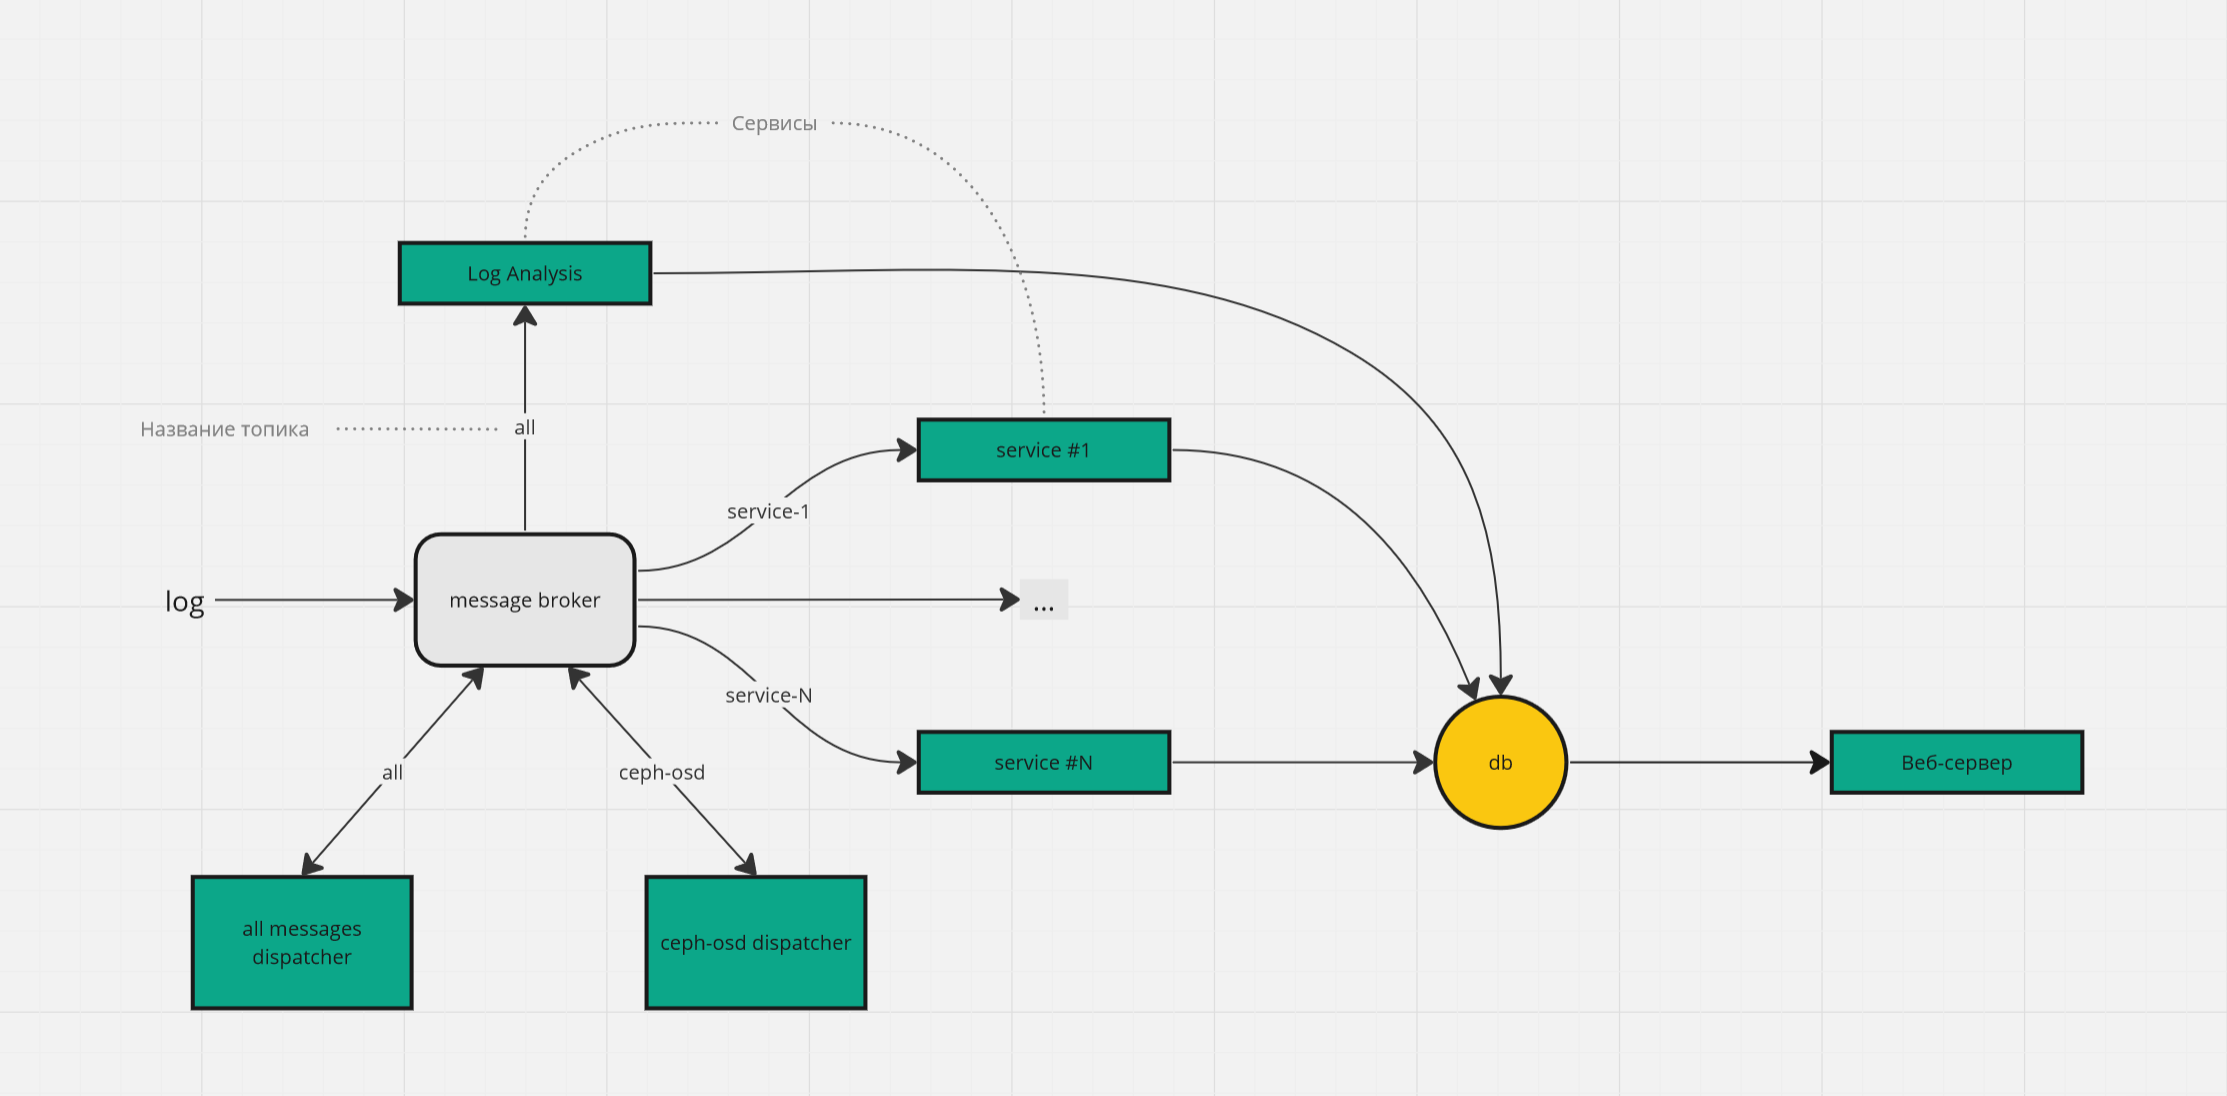 Сервисы
Log Analysis
Название топика
all
service #1
service-1
log
message broker
...
service-N
service #N
db
Веб-сервер
all
ceph-osd
all messages
dispatcher
ceph-osd dispatcher